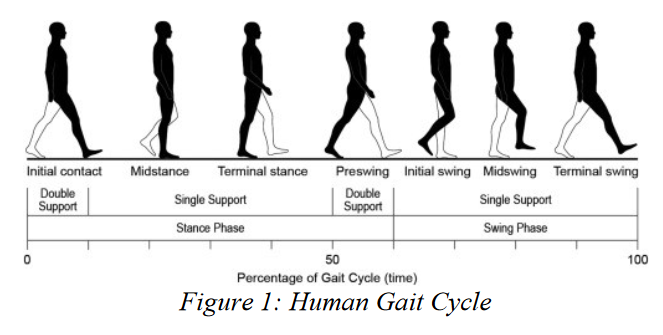 Initial contact Midstance Terminal stance Preswing Initial swing Midswing Terminal swing
Double Support Single Support Double Support Single Support
Stance Phase Swing Phase
0 50 100
Percentage of Gait Cycle (time)
Figure 1: Human Gait Cycle